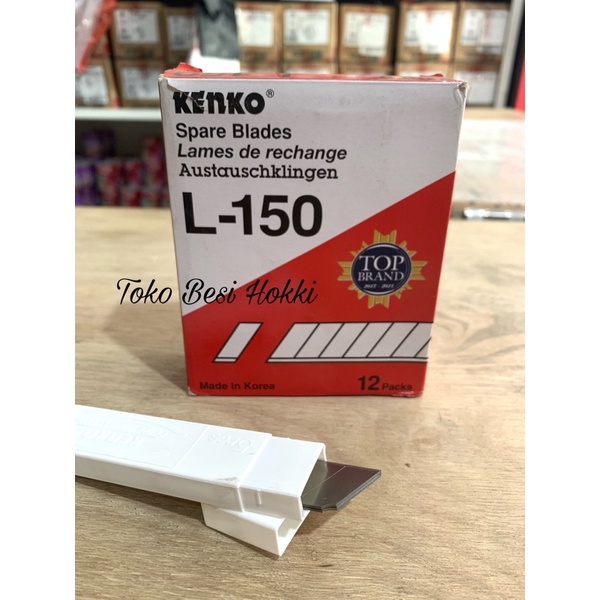 KENKO®
Spare Blades
Lames de rechange
Austauschklingen
L-150
TOP
BRAND
Toko Besi Hokki
Made in Korea
12 Packs